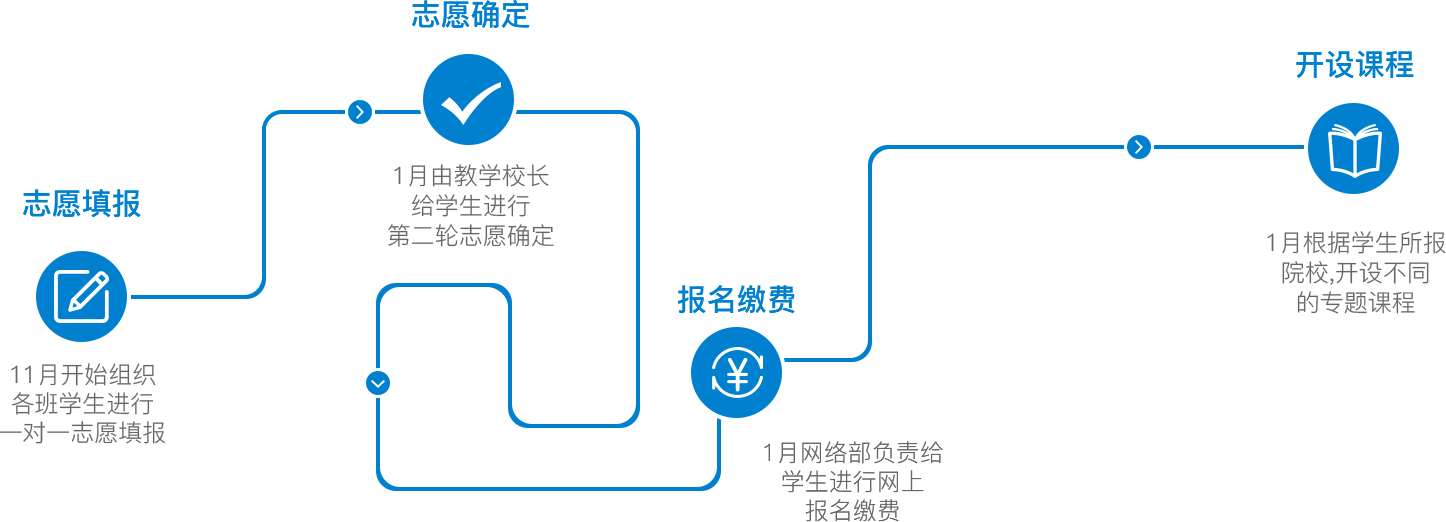 志愿填报
11月开始组织
各班学生进行
一对一志愿填报
志愿确定
1月由教学校长
给学生进行
第二轮志愿确定
报名缴费
¥
1月网络部负责给
学生进行网上
报名缴费
开设课程
1月根据学生所报
院校,开设不同
的专题课程